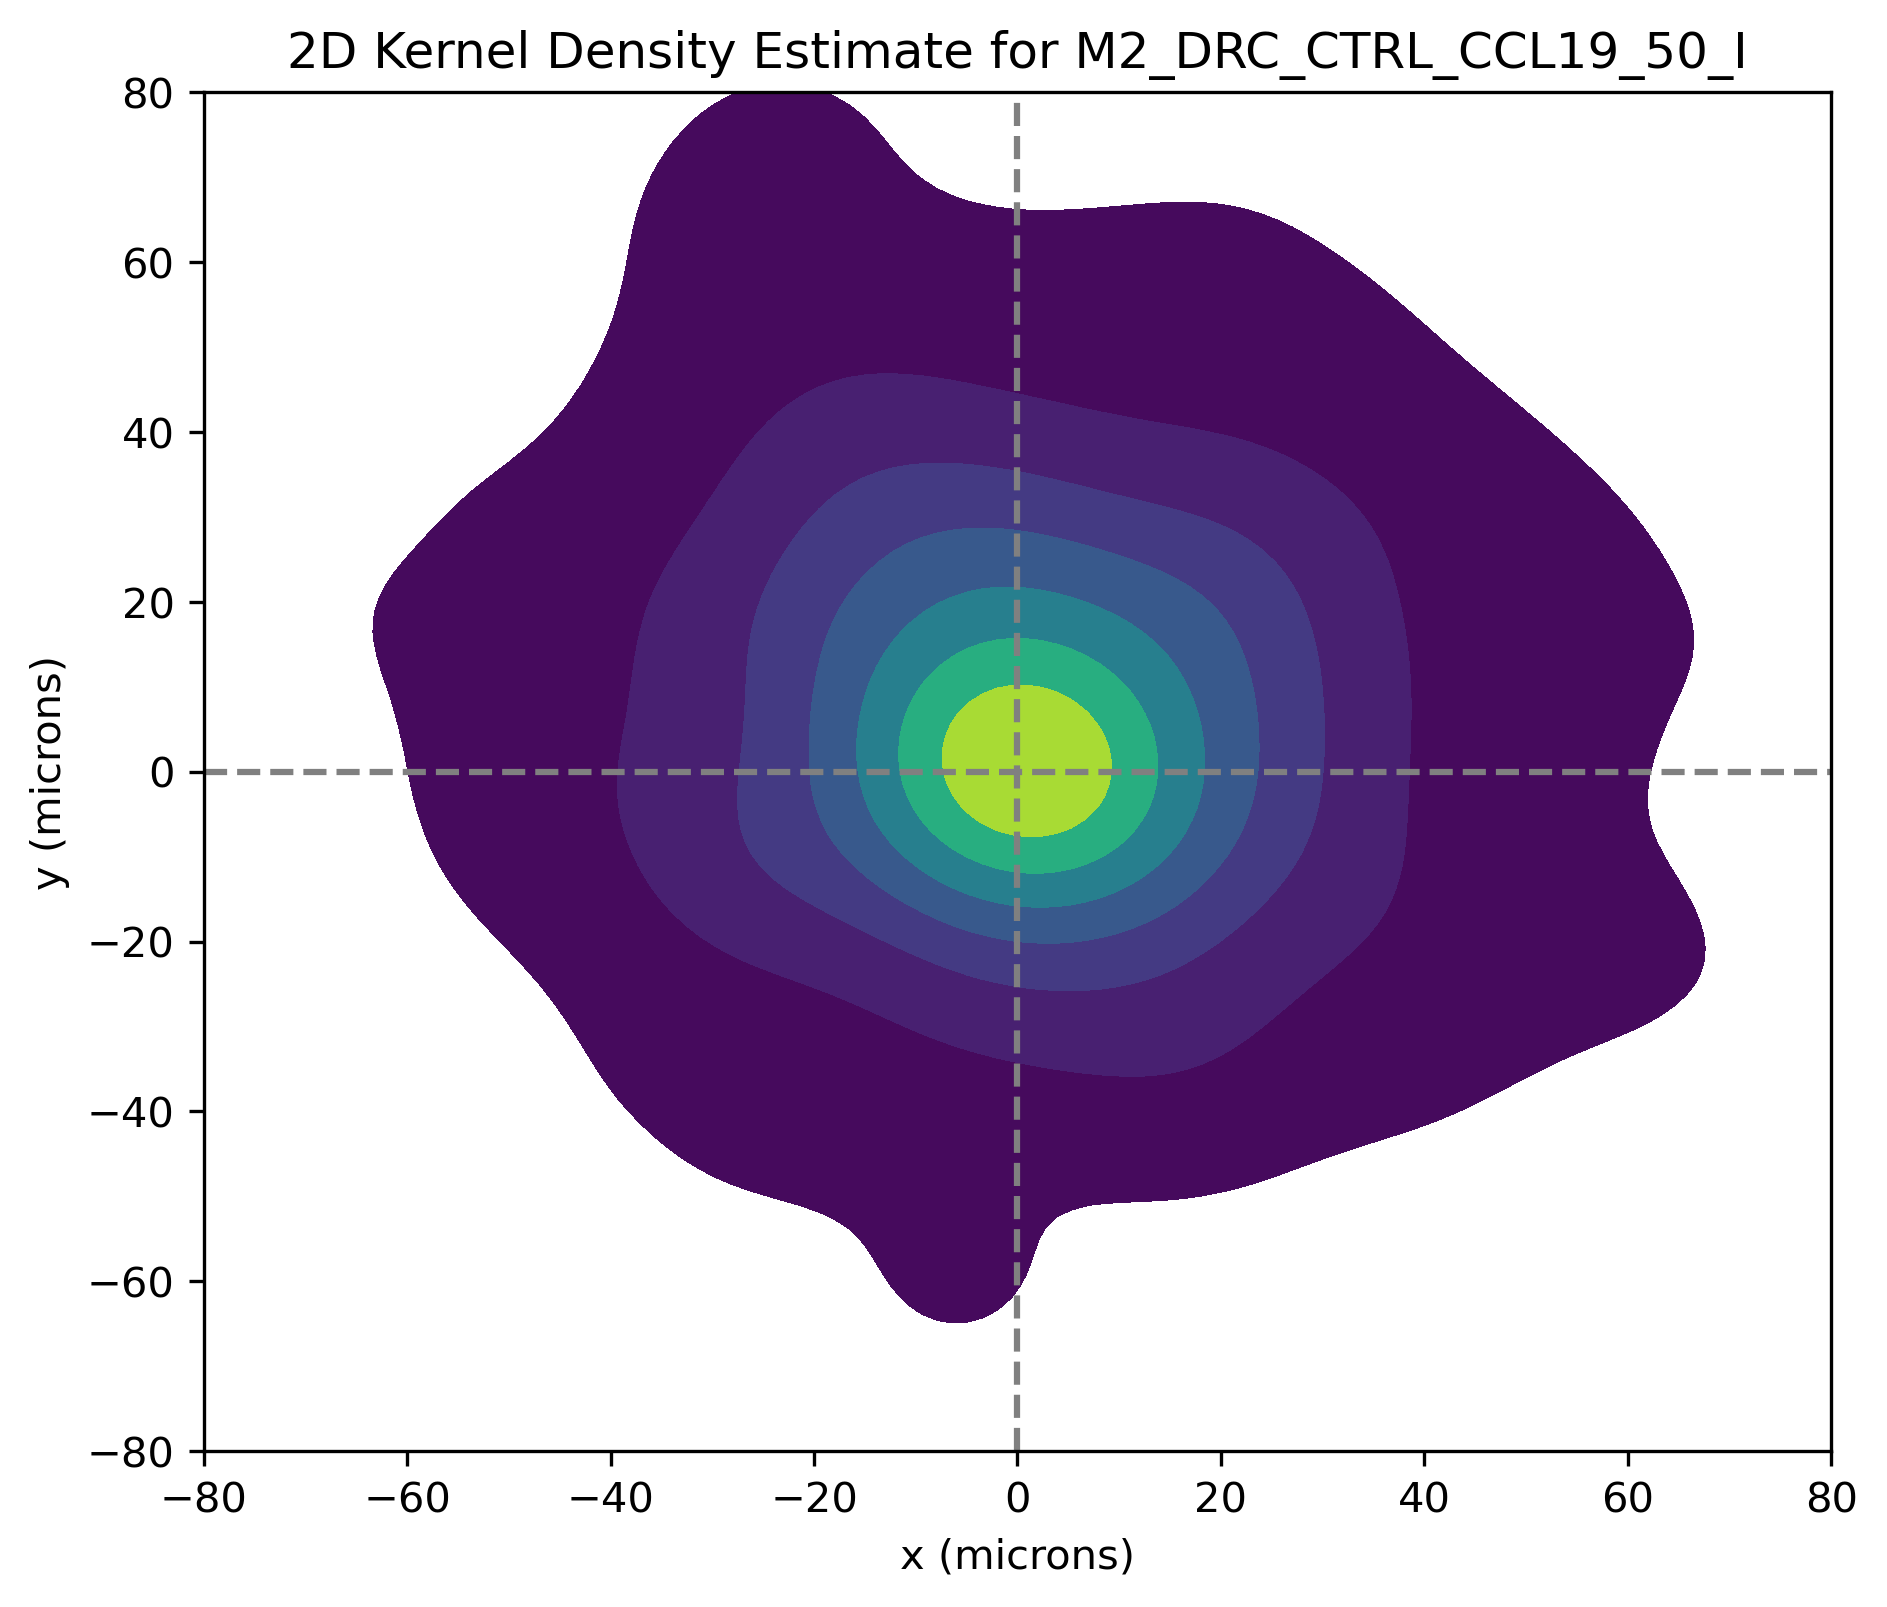 2D Kernel Density Estimate for M2_DRC_CTRL_CCL19_50_I
80
60
40
20
0
−20
−40
−60
−80
y (microns)
−80 −60 −40 −20 0 20 40 60 80
x (microns)